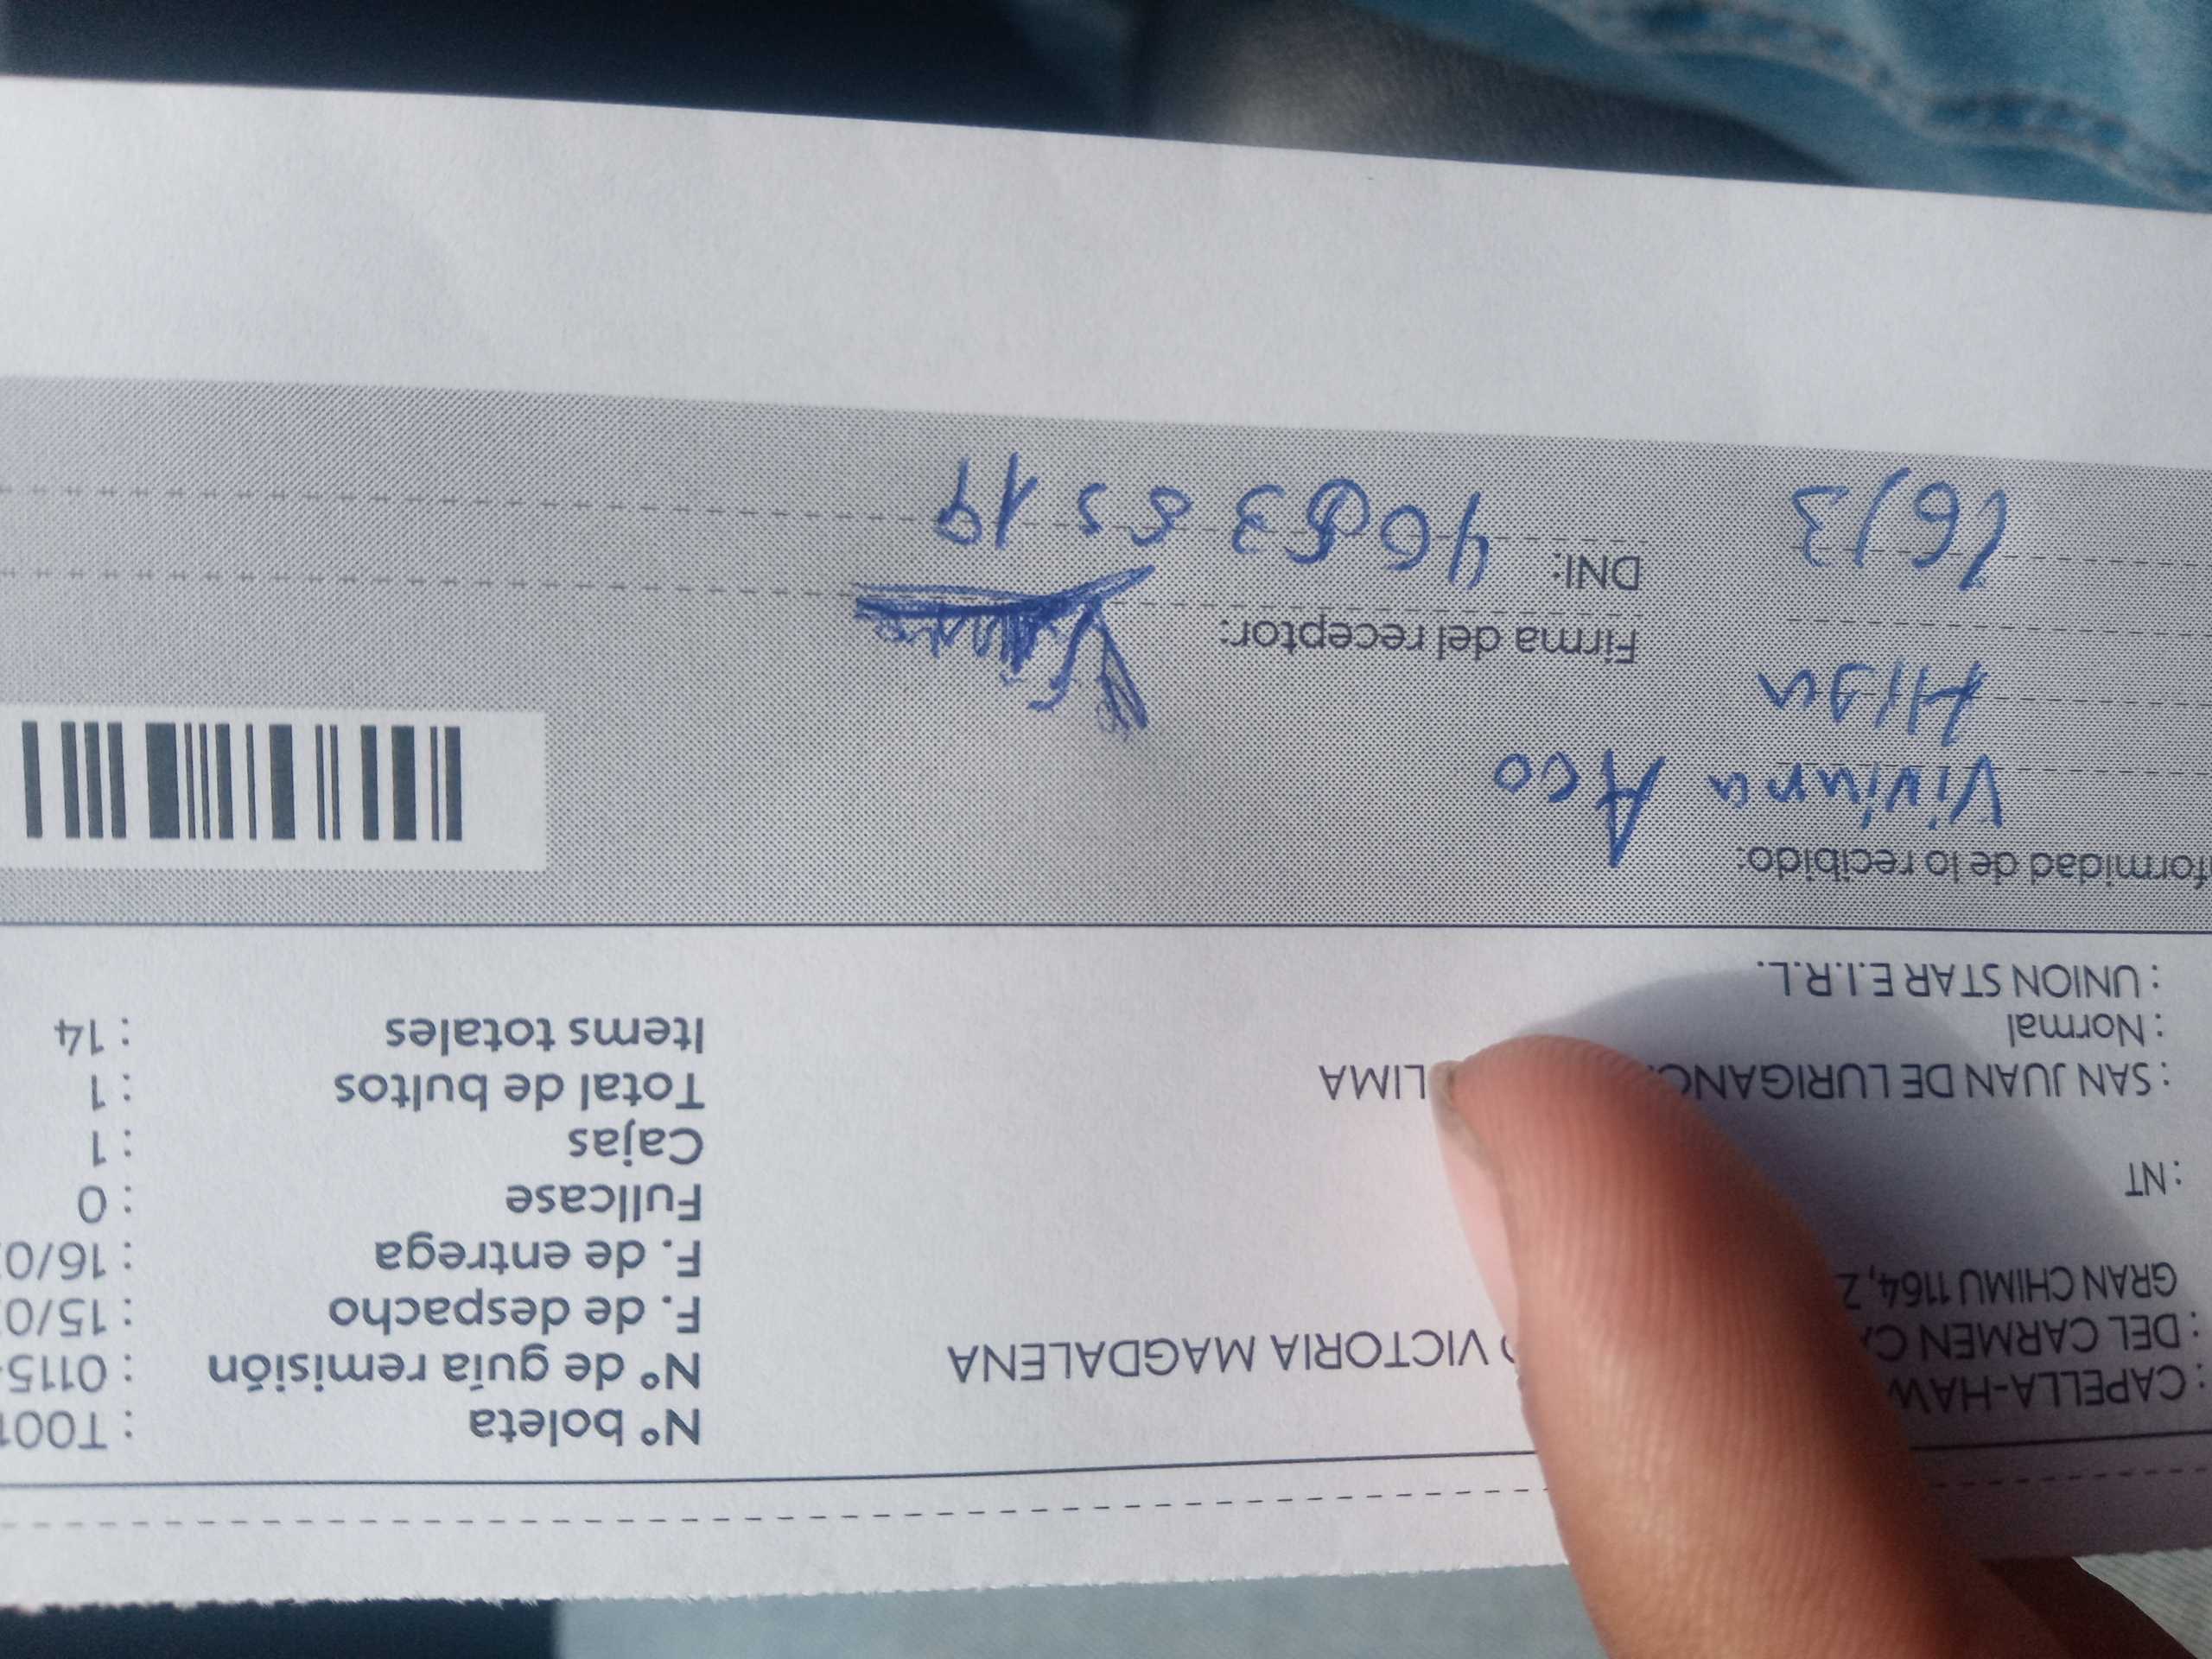 : CAPELLA-HAW
: DEL CARMEN CA VICTORIA MAGDALENA
GRAN CHIMU 1164, 2
: NT
: SAN JUAN DE LURIGANC LIMA
: Normal
: UNION STAR E.I.R.L.
N° boleta : T001
N° de guía remisión : 0115
F. de despacho : 15/0
F. de entrega : 16/0
Fullcase : 0
Cajas : 1
Total de bultos : 1
Items totales : 14
formidad de lo recibido:
Viviana Aco
Hija
16/3
Firma del receptor:
DNI: